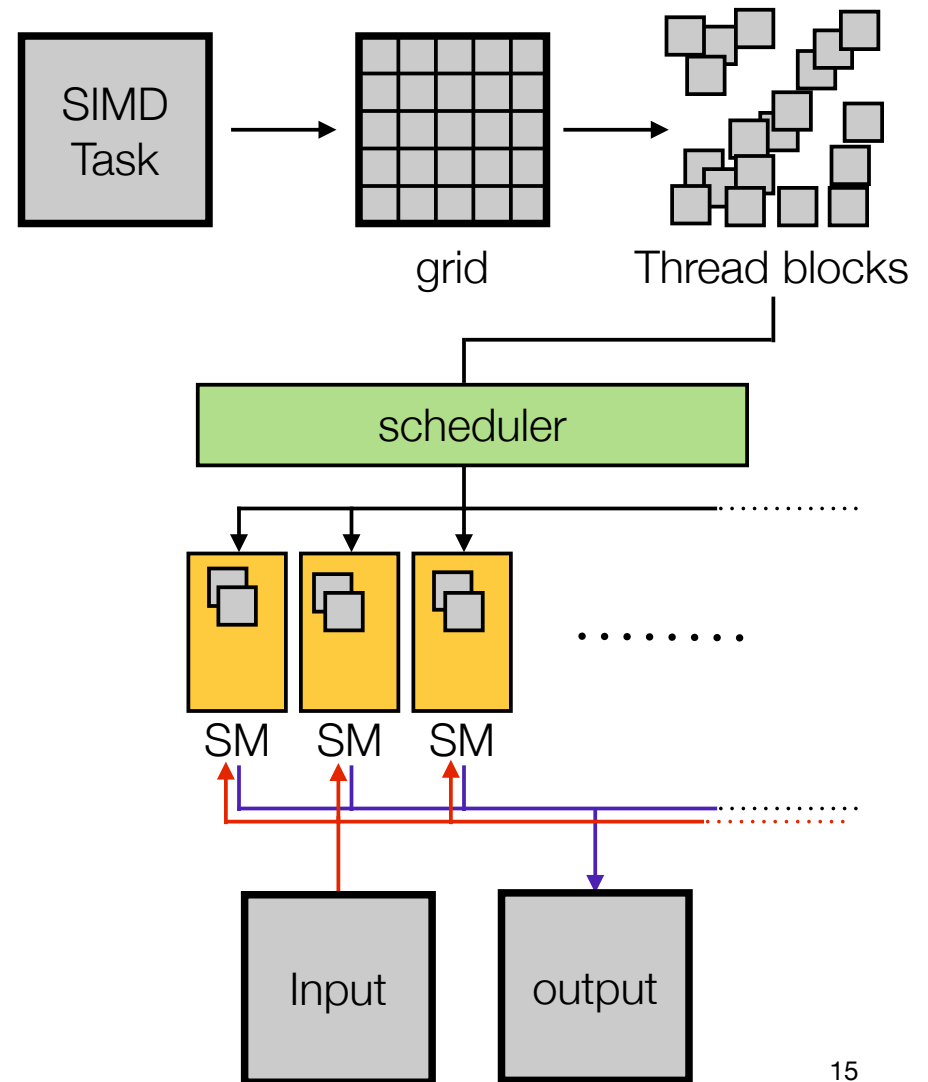 SIMD
Task
grid
Thread blocks
scheduler
SM SM SM
Input
output
15